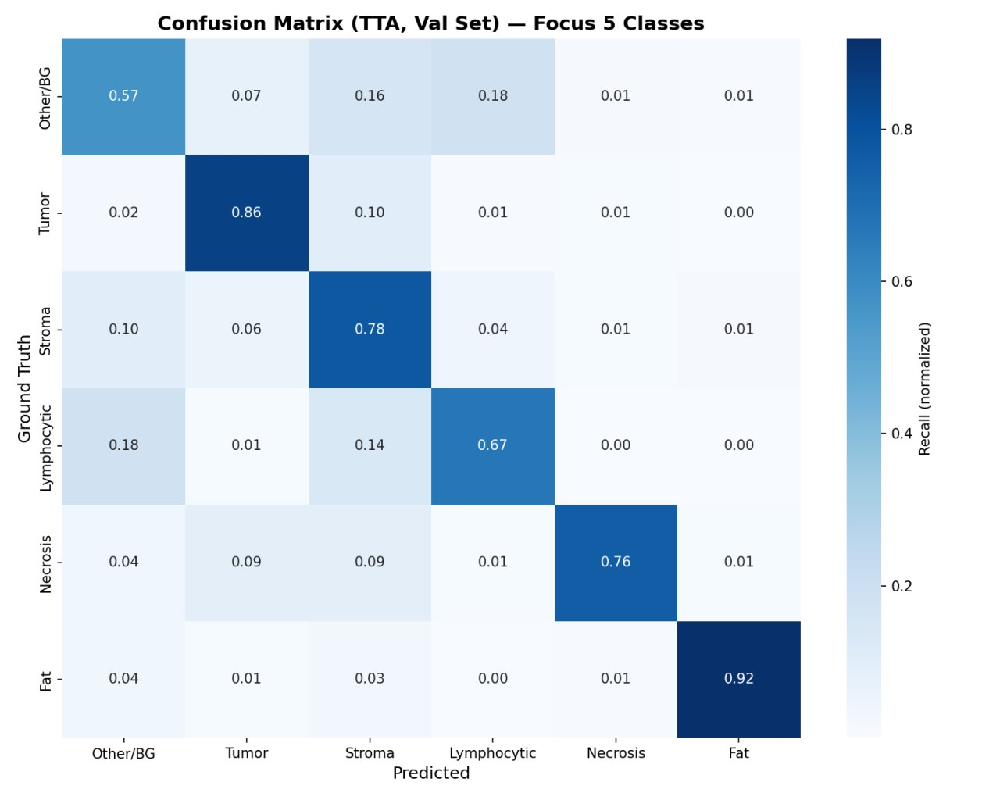 Confusion Matrix (TTA, Val Set) — Focus 5 Classes
Ground Truth
Other/BG 0.57 0.07 0.16 0.18 0.01 0.01
Tumor 0.02 0.86 0.10 0.01 0.01 0.00
Stroma 0.10 0.06 0.78 0.04 0.01 0.01
Lymphocytic 0.18 0.01 0.14 0.67 0.00 0.00
Necrosis 0.04 0.09 0.09 0.01 0.76 0.01
Fat 0.04 0.01 0.03 0.00 0.01 0.92
Other/BG Tumor Stroma Lymphocytic Necrosis Fat
Predicted
0.8
0.6
0.4
0.2
Recall (normalized)